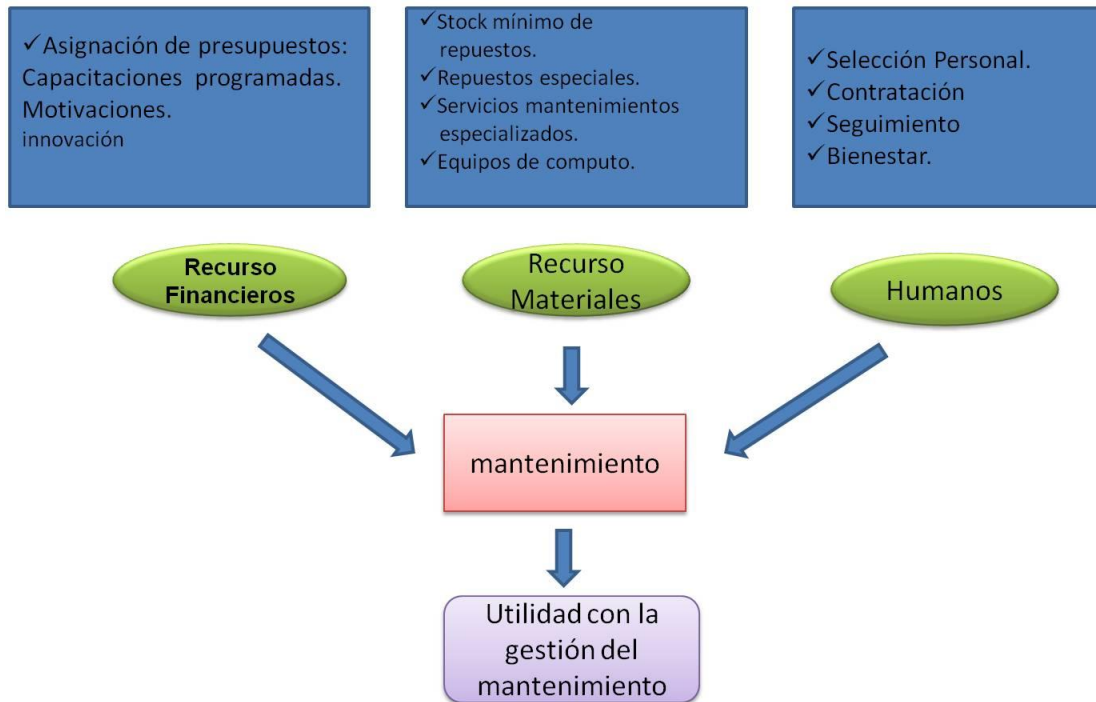 ✓Asignación de presupuestos:
Capacitaciones programadas.
Motivaciones.
innovación
✓Stock mínimo de
repuestos.
✓Repuestos especiales.
✓Servicios mantenimientos
especializados.
✓Equipos de computo.
✓Selección Personal.
✓Contratación
✓Seguimiento
✓Bienestar.
Recurso
Financieros
Recurso
Materiales
Humanos
mantenimiento
Utilidad con la
gestión del
mantenimiento